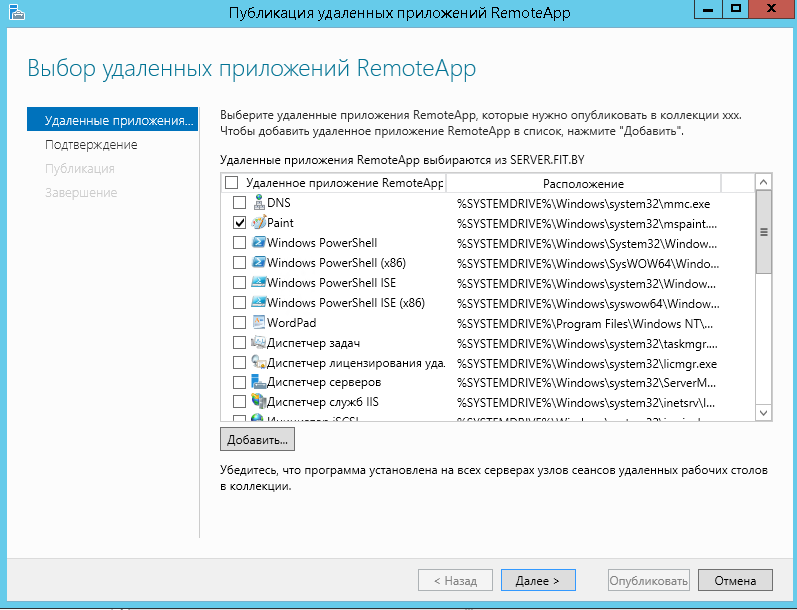 Публикация удаленных приложений RemoteApp
Выбор удаленных приложений RemoteApp
Удаленные приложения...
Подтверждение
Публикация
Завершение
Выберите удаленные приложения RemoteApp, которые нужно опубликовать в коллекции xxx.
Чтобы добавить удаленное приложение RemoteApp в список, нажмите "Добавить".
Удаленные приложения RemoteApp выбираются из SERVER.FIT.BY
Удаленное приложение RemoteApp Расположение
DNS %SYSTEMDRIVE%\Windows\system32\mmc.exe
Paint %SYSTEMDRIVE%\Windows\system32\mspaint....
Windows PowerShell %SYSTEMDRIVE%\Windows\System32\Window...
Windows PowerShell (x86) %SYSTEMDRIVE%\Windows\SysWOW64\Windo...
Windows PowerShell ISE %SYSTEMDRIVE%\Windows\system32\Window...
Windows PowerShell ISE (x86) %SYSTEMDRIVE%\Windows\syswow64\Window...
WordPad %SYSTEMDRIVE%\Program Files\Windows NT\...
Диспетчер задач %SYSTEMDRIVE%\Windows\system32\taskmgr....
Диспетчер лицензирования уда. %SYSTEMDRIVE%\Windows\system32\licmgr.exe
Диспетчер серверов %SYSTEMDRIVE%\Windows\system32\ServerM...
Диспетчер служб IIS %SYSTEMDRIVE%\Windows\system32\inetsrv\I...
Инициатор iSCSI
Добавить...
Убедитесь, что программа установлена на всех серверах узлов сеансов удаленных рабочих столов
в коллекции.
< Назад Далее > Опубликовать Отмена